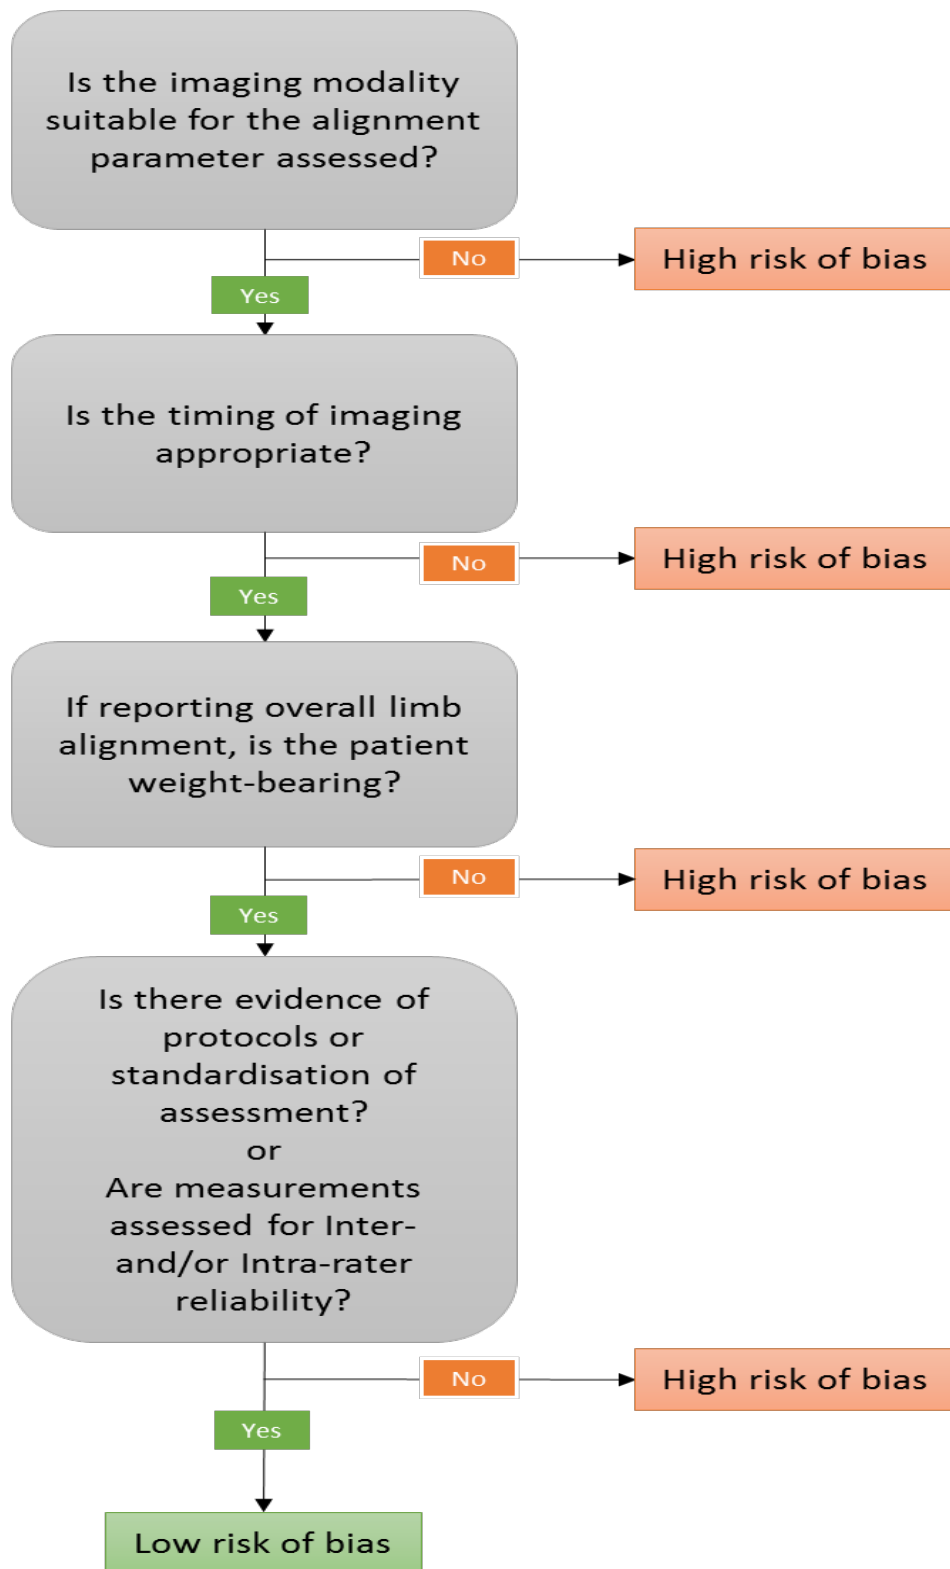 Is the imaging modality
suitable for the alignment
parameter assessed?
No
High risk of bias
Yes
Is the timing of imaging
appropriate?
No
High risk of bias
Yes
If reporting overall limb
alignment, is the patient
weight-bearing?
No
High risk of bias
Yes
Is there evidence of
protocols or
standardisation of
assessment?
or
Are measurements
assessed for Inter-
and/or Intra-rater
reliability?
No
High risk of bias
Yes
Low risk of bias